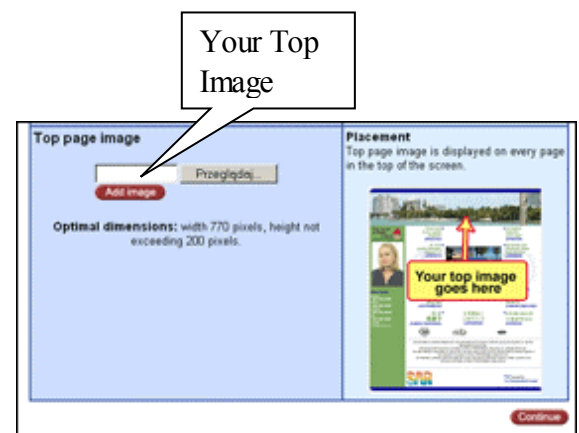 Your Top
Image
Top page image
Przeglądaj...
Add image
Optimal dimensions: width 770 pixels, height not
exceeding 200 pixels.
Placement
Top page image is displayed on every page
in the top of the screen.
Your top image
goes here
SAR
Continue